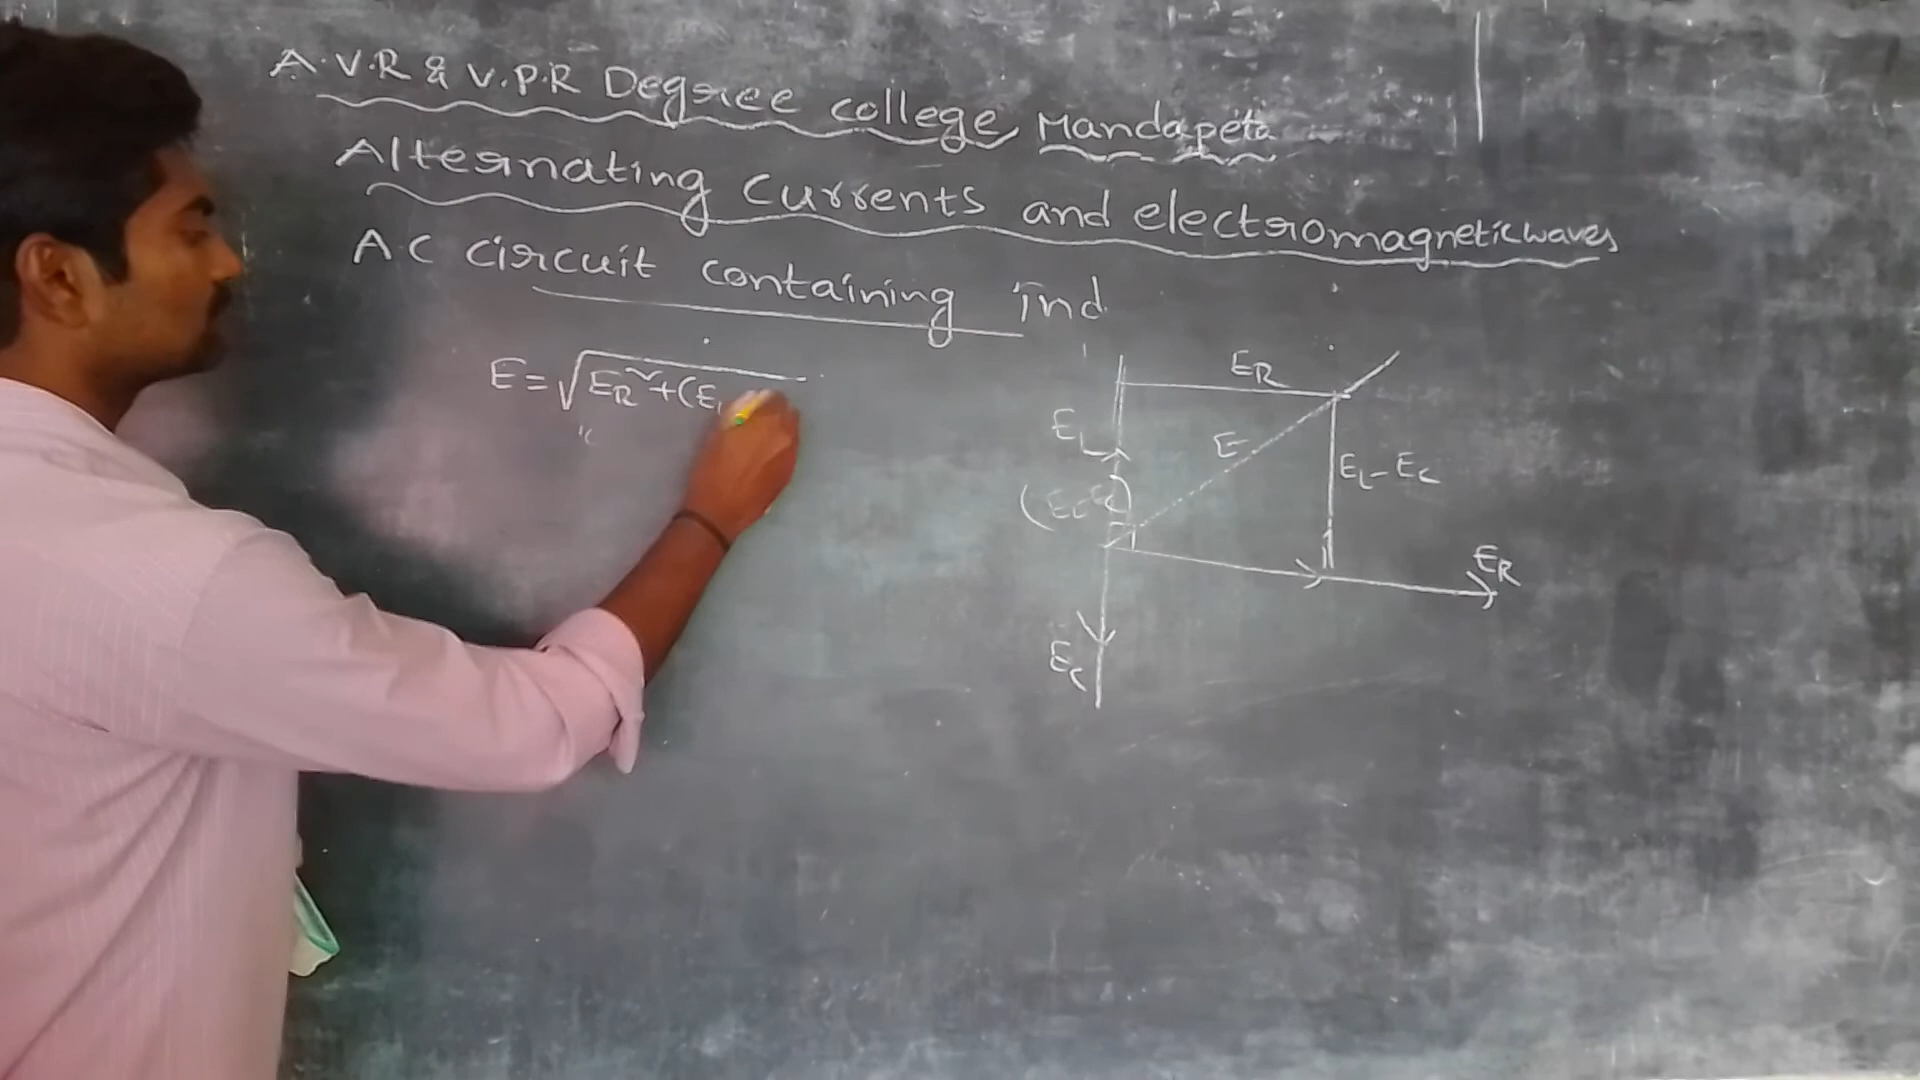 A.V.R & V.P.R Degree college, Mandapeta
Alternating Currents and electromagnetic waves
AC circuit containing ind
E=√ER²+(EL
ER
EL
E
EL-EC
ER
EC